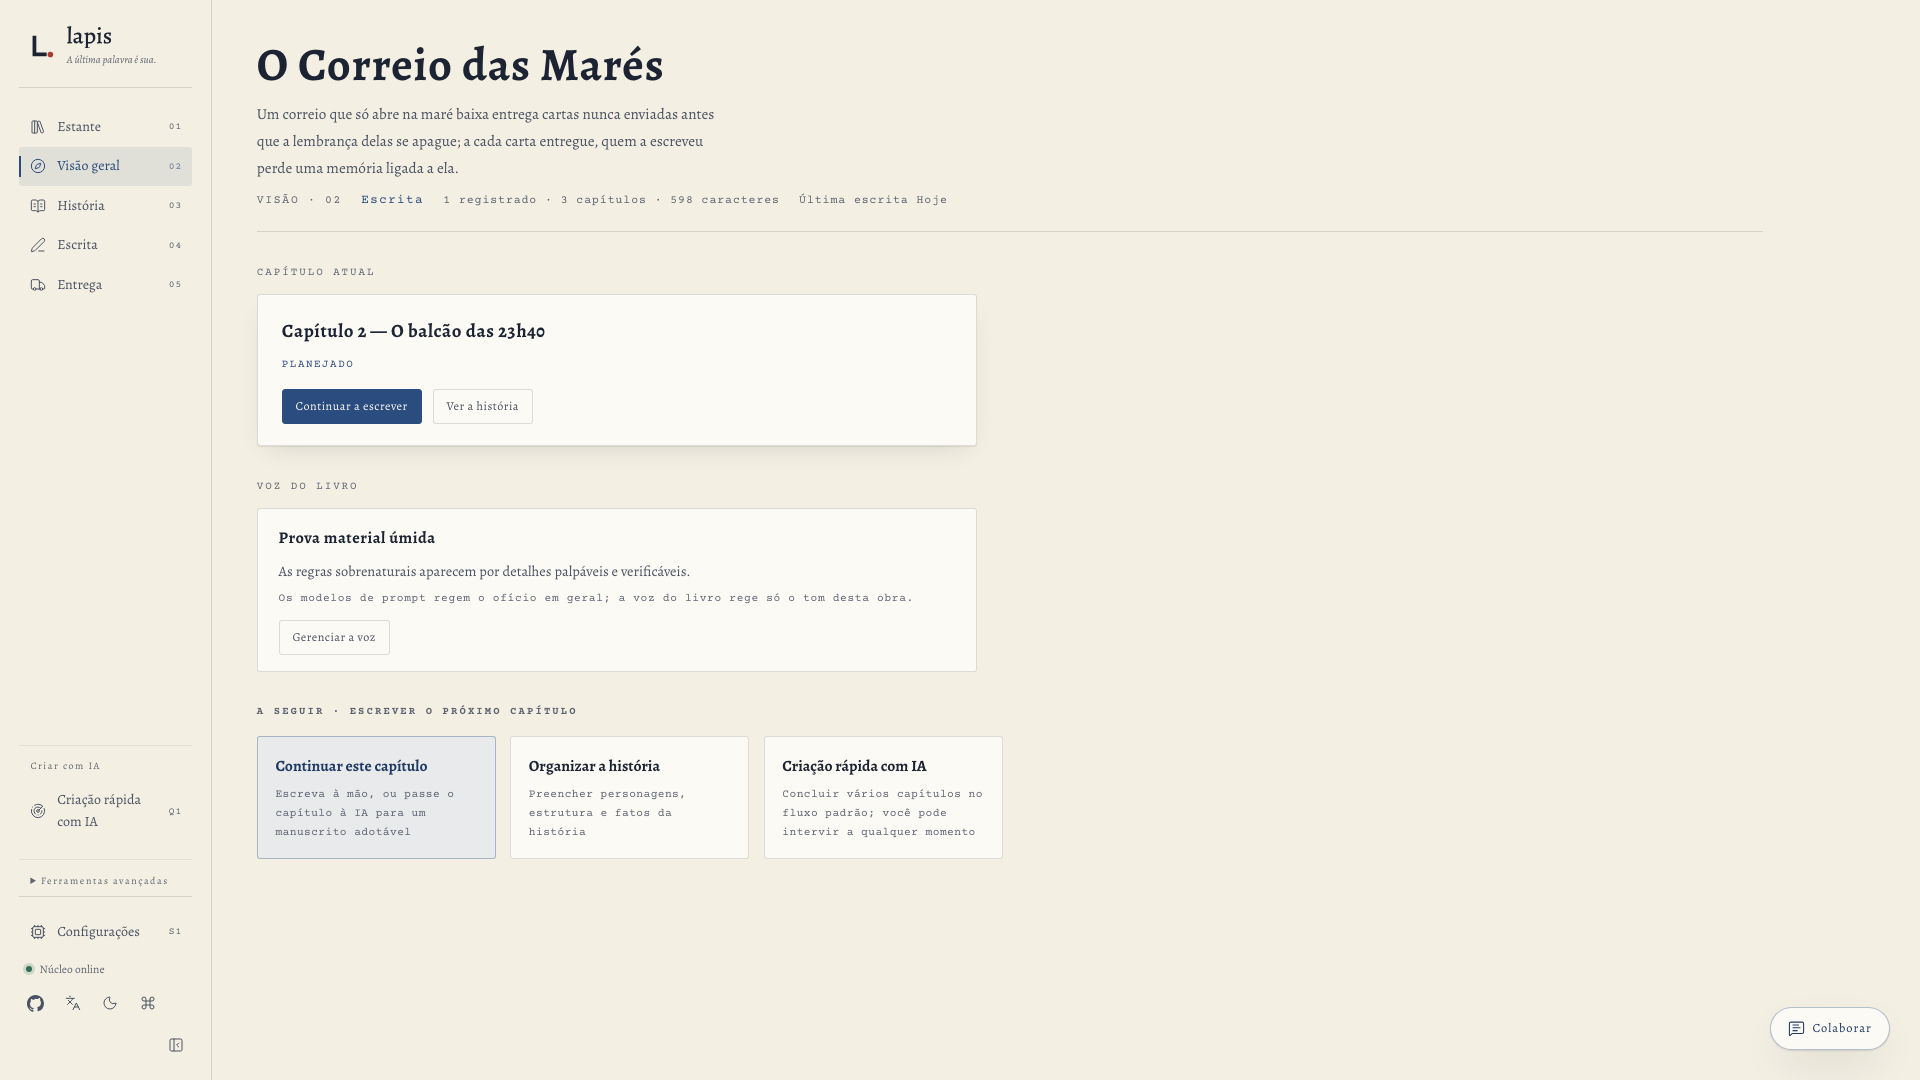 L.
lapis
A última palavra é sua.
Estante 01
Visão geral 02
História 03
Escrita 04
Entrega 05
Criar com IA
Criação rápida
com IA Q1
▶ Ferramentas avançadas
Configurações S1
Núcleo online
O Correio das Marés
Um correio que só abre na maré baixa entrega cartas nunca enviadas antes
que a lembrança delas se apague; a cada carta entregue, quem a escreveu
perde uma memória ligada a ela.
VISÃO · 02 Escrita 1 registrado · 3 capítulos · 598 caracteres Última escrita Hoje
CAPÍTULO ATUAL
Capítulo 2 — O balcão das 23h40
PLANEJADO
Continuar a escrever Ver a história
VOZ DO LIVRO
Prova material úmida
As regras sobrenaturais aparecem por detalhes palpáveis e verificáveis.
Os modelos de prompt regem o ofício em geral; a voz do livro rege só o tom desta obra.
Gerenciar a voz
A SEGUIR · ESCREVER O PRÓXIMO CAPÍTULO
Continuar este capítulo
Escreva à mão, ou passe o
capítulo à IA para um
manuscrito adotável
Organizar a história
Preencher personagens,
estrutura e fatos da
história
Criação rápida com IA
Concluir vários capítulos no
fluxo padrão; você pode
intervir a qualquer momento
Colaborar